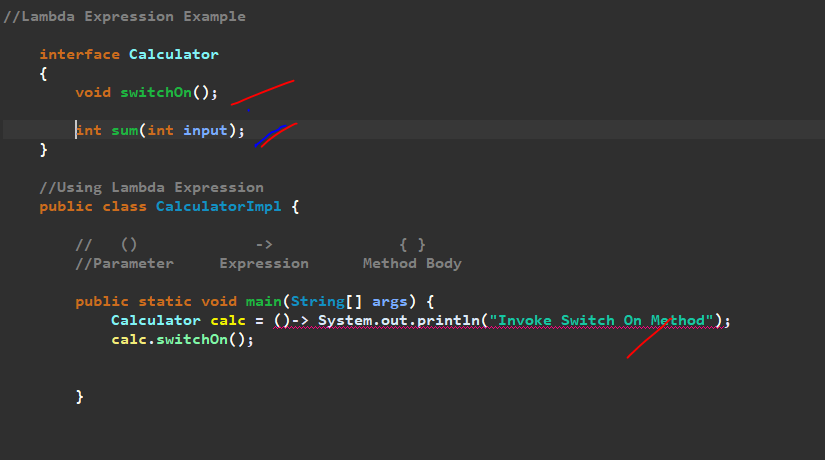 //Lambda Expression Example
interface Calculator
{
void switchOn();
int sum(int input);
}
//Using Lambda Expression
public class CalculatorImpl {
// () -> { }
//Parameter Expression Method Body
public static void main(String[] args) {
Calculator calc = ()-> System.out.println("Invoke Switch On Method");
calc.switchOn();
}